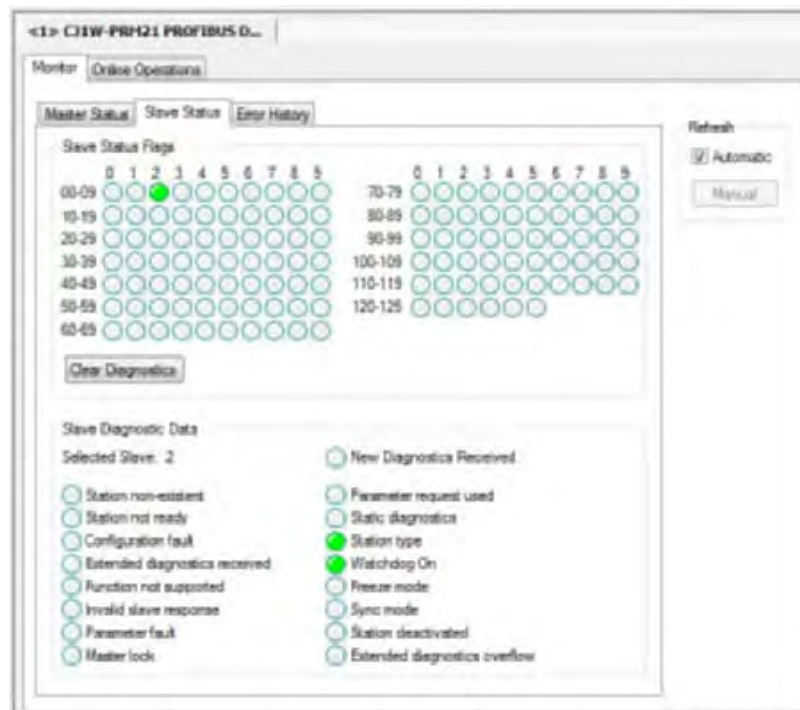 <1> CJ1W-PRM21 PROFIBUS D...
Monitor Online Operations
Master Status Slave Status Error History
Refresh
Automatic
Manual
Slave Status Flags
0 1 2 3 4 5 6 7 8 9 0 1 2 3 4 5 6 7 8 9
00-09 70-79
10-19 80-89
20-29 90-99
30-39 100-109
40-49 110-119
50-59 120-125
60-69
Clear Diagnostics
Slave Diagnostic Data
Selected Slave: 2 New Diagnostics Received
Station non-existent Parameter request used
Station not ready Static diagnostics
Configuration fault Station type
Extended diagnostics received Watchdog On
Function not supported Freeze mode
Invalid slave response Sync mode
Parameter fault Station deactivated
Master lock Extended diagnostics overflow